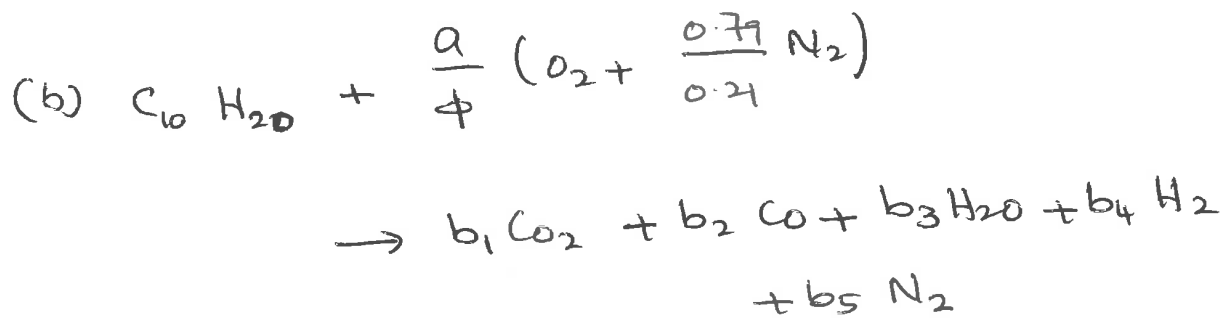 (b) C₁₀ H₂₀ + a/φ (O₂ + 0.79/0.21 N₂)
→ b₁ CO₂ + b₂ CO + b₃ H₂O + b₄ H₂
+ b₅ N₂